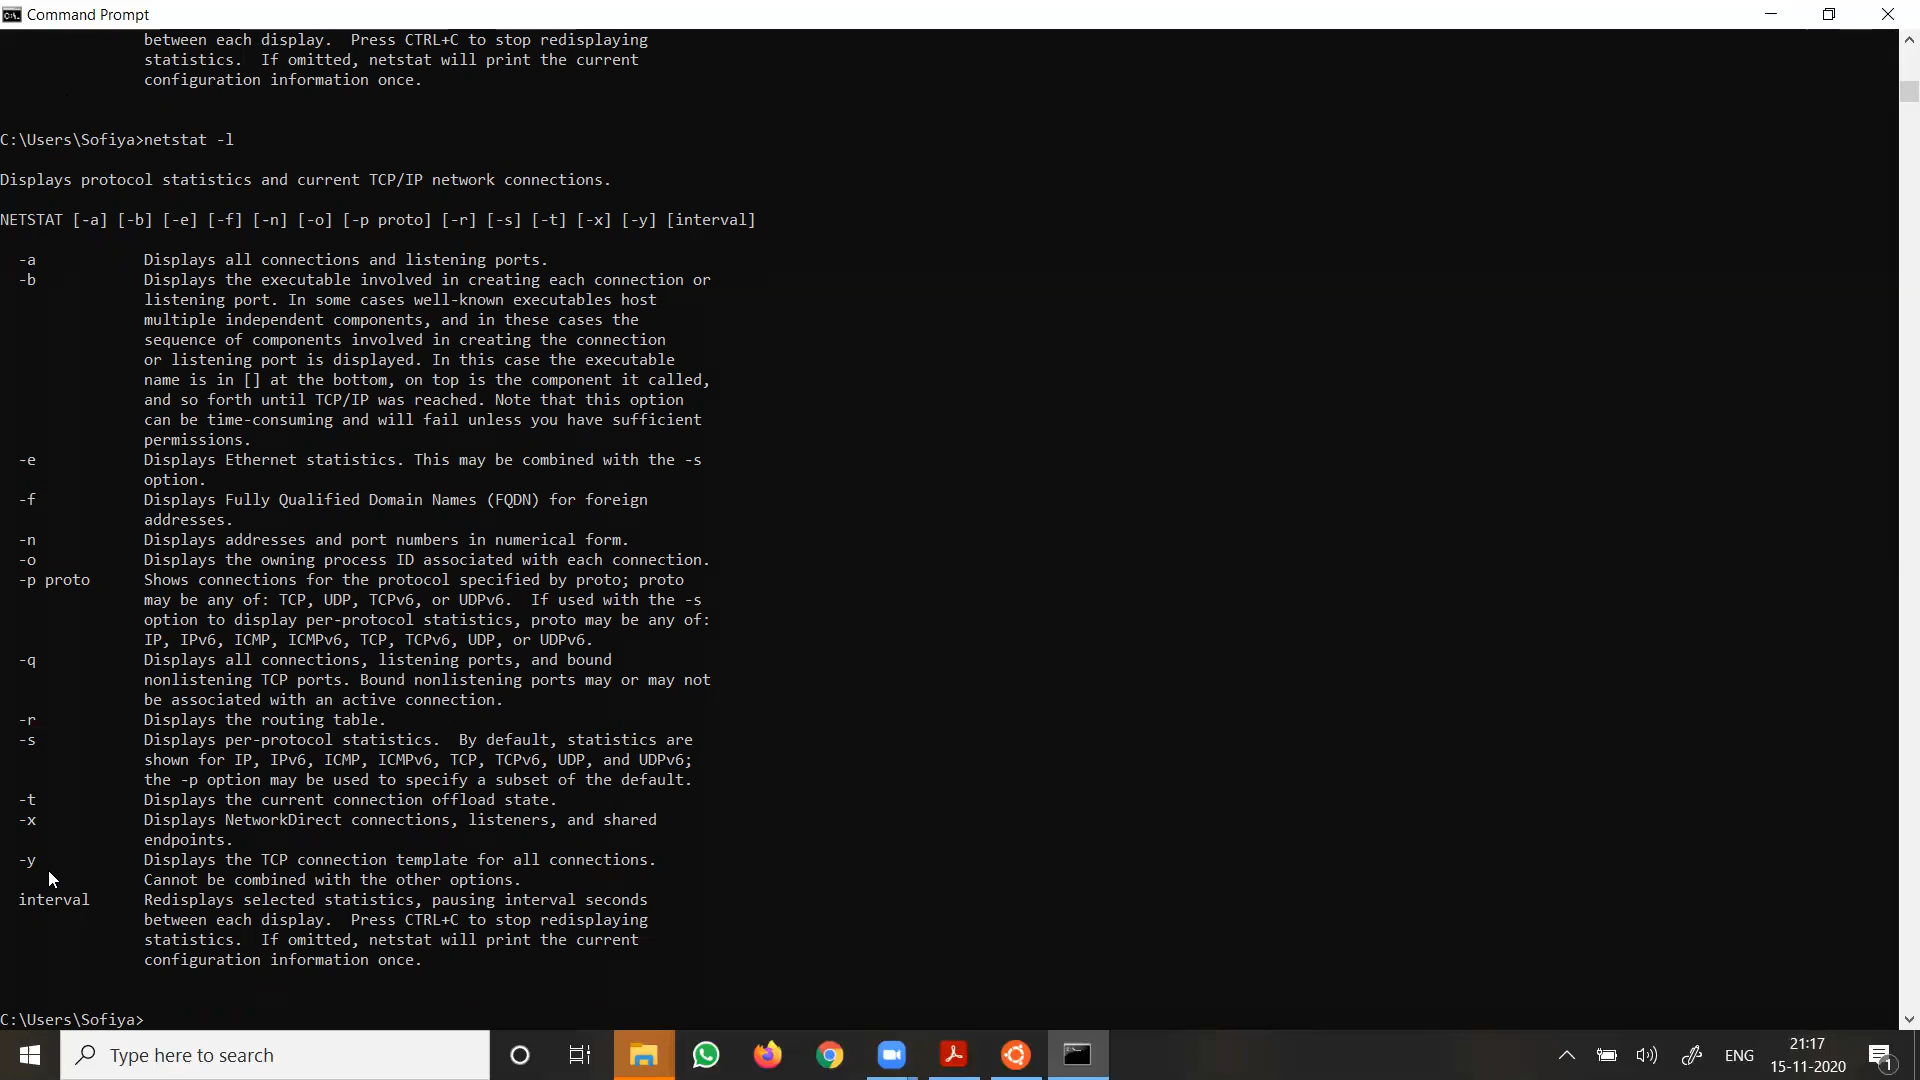 Command Prompt
between each display.  Press CTRL+C to stop redisplaying
statistics.  If omitted, netstat will print the current
configuration information once.
C:\Users\Sofiya>netstat -l
Displays protocol statistics and current TCP/IP network connections.
NETSTAT [-a] [-b] [-e] [-f] [-n] [-o] [-p proto] [-r] [-s] [-t] [-x] [-y] [interval]
-a            Displays all connections and listening ports.
-b            Displays the executable involved in creating each connection or
listening port. In some cases well-known executables host
multiple independent components, and in these cases the
sequence of components involved in creating the connection
or listening port is displayed. In this case the executable
name is in [] at the bottom, on top is the component it called,
and so forth until TCP/IP was reached. Note that this option
can be time-consuming and will fail unless you have sufficient
permissions.
-e            Displays Ethernet statistics. This may be combined with the -s
option.
-f            Displays Fully Qualified Domain Names (FQDN) for foreign
addresses.
-n            Displays addresses and port numbers in numerical form.
-o            Displays the owning process ID associated with each connection.
-p proto      Shows connections for the protocol specified by proto; proto
may be any of: TCP, UDP, TCPv6, or UDPv6.  If used with the -s
option to display per-protocol statistics, proto may be any of:
IP, IPv6, ICMP, ICMPv6, TCP, TCPv6, UDP, or UDPv6.
-q            Displays all connections, listening ports, and bound
nonlistening TCP ports. Bound nonlistening ports may or may not
be associated with an active connection.
-r            Displays the routing table.
-s            Displays per-protocol statistics.  By default, statistics are
shown for IP, IPv6, ICMP, ICMPv6, TCP, TCPv6, UDP, and UDPv6;
the -p option may be used to specify a subset of the default.
-t            Displays the current connection offload state.
-x            Displays NetworkDirect connections, listeners, and shared
endpoints.
-y            Displays the TCP connection template for all connections.
Cannot be combined with the other options.
interval      Redisplays selected statistics, pausing interval seconds
between each display.  Press CTRL+C to stop redisplaying
statistics.  If omitted, netstat will print the current
configuration information once.
C:\Users\Sofiya>
Type here to search
ENG
21:17
15-11-2020
1